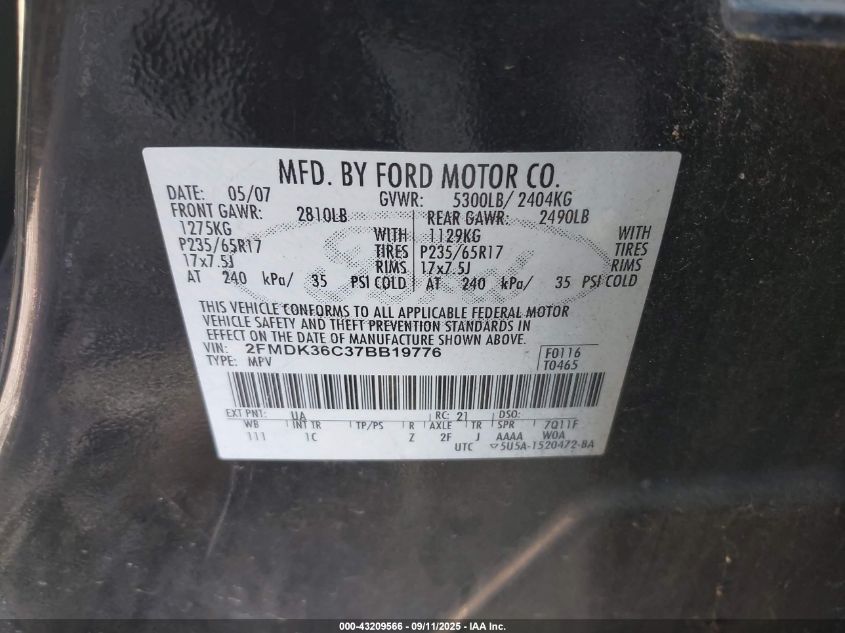 MFD. BY FORD MOTOR CO.
DATE: 05/07 GVWR: 5300LB/ 2404KG
FRONT GAWR: 2810LB REAR GAWR: 2490LB
1275KG WITH 1129KG WITH
P235/65R17 TIRES P235/65R17 TIRES
17x7.5J RIMS 17x7.5J RIMS
AT 240 kPa/ 35 PSI COLD AT 240 kPa/ 35 PSI COLD
THIS VEHICLE CONFORMS TO ALL APPLICABLE FEDERAL MOTOR
VEHICLE SAFETY AND THEFT PREVENTION STANDARDS IN
EFFECT ON THE DATE OF MANUFACTURE SHOWN ABOVE.
VIN: 2FMDK36C37BB19776 F0116
TYPE: MPV T0465
EXT PNT: UA RC: 21 DSO:
WB INT TR TP/PS R AXLE TR SPR 7Q11F
111 1C Z 2F J AAAA W0A
UTC ▽5U5A-1520472-BA
000-43209566 - 09/11/2025 - IAA Inc.